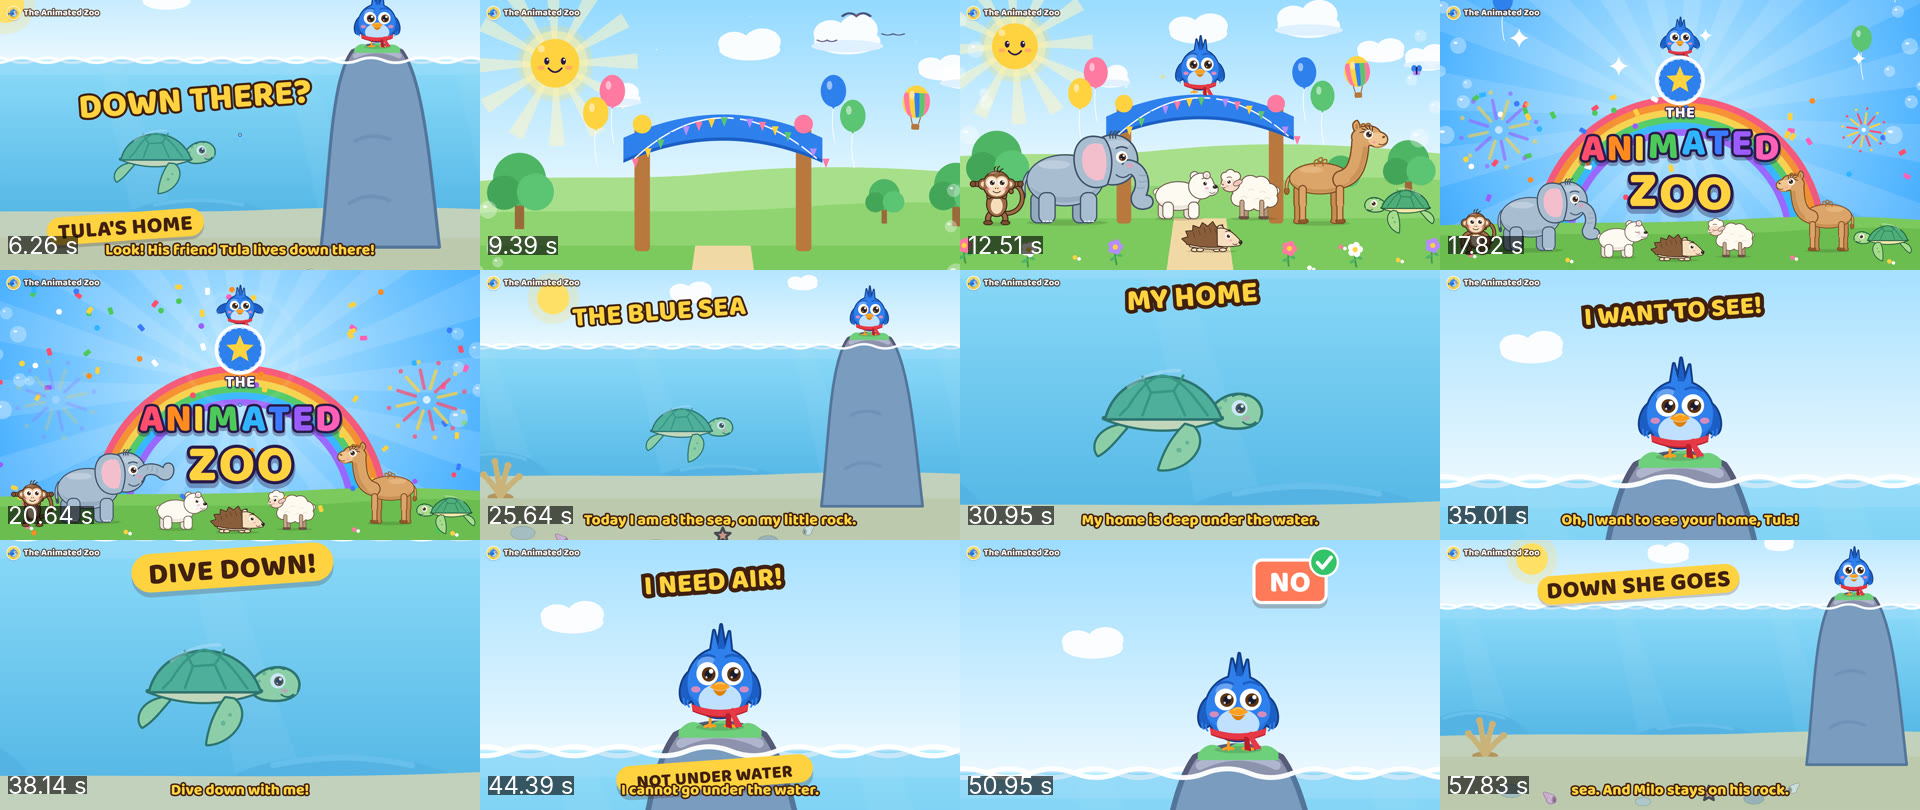 The Animated Zoo
DOWN THERE?
TULA'S HOME
Look! His friend Tula lives down there!
6.26 s
The Animated Zoo
9.39 s
The Animated Zoo
12.51 s
The Animated Zoo
THE
ANIMATED
ZOO
17.82 s
The Animated Zoo
THE
ANIMATED
ZOO
20.64 s
The Animated Zoo
THE BLUE SEA
Today I am at the sea, on my little rock.
25.64 s
The Animated Zoo
MY HOME
My home is deep under the water.
30.95 s
The Animated Zoo
I WANT TO SEE!
Oh, I want to see your home, Tula!
35.01 s
The Animated Zoo
DIVE DOWN!
Dive down with me!
38.14 s
The Animated Zoo
I NEED AIR!
NOT UNDER WATER
I cannot go under the water.
44.39 s
The Animated Zoo
NO
50.95 s
The Animated Zoo
DOWN SHE GOES
sea. And Milo stays on his rock.
57.83 s